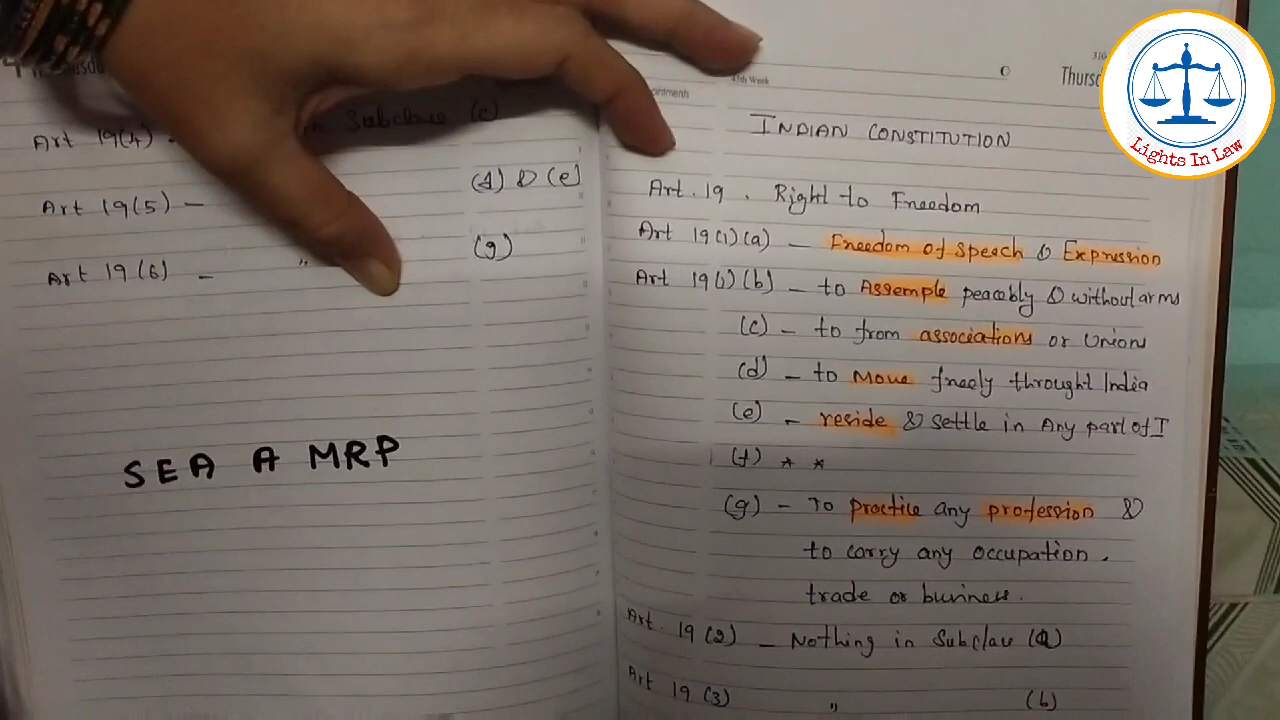 Art 19(4) - in Subclause (c)
Art 19(5) - (d) & (e)
Art 19(6) - " (g)
SEA A MRP
45th Week
Thursd
INDIAN CONSTITUTION
Art. 19. Right to Freedom
Art 19(1)(a) - Freedom of Speech & Expression
Art 19(1)(b) - to Assemple peacebly & without arms
(c) - to from associations or Union
(d) - to Move freely throught India
(e) - reside & settle in Any part of I
(f) * *
(g) - To practice any profession &
to carry any occupation.
trade or business.
Art. 19 (2) - Nothing in Subclau (a)
Art 19 (3) " (b)
Lights In Law